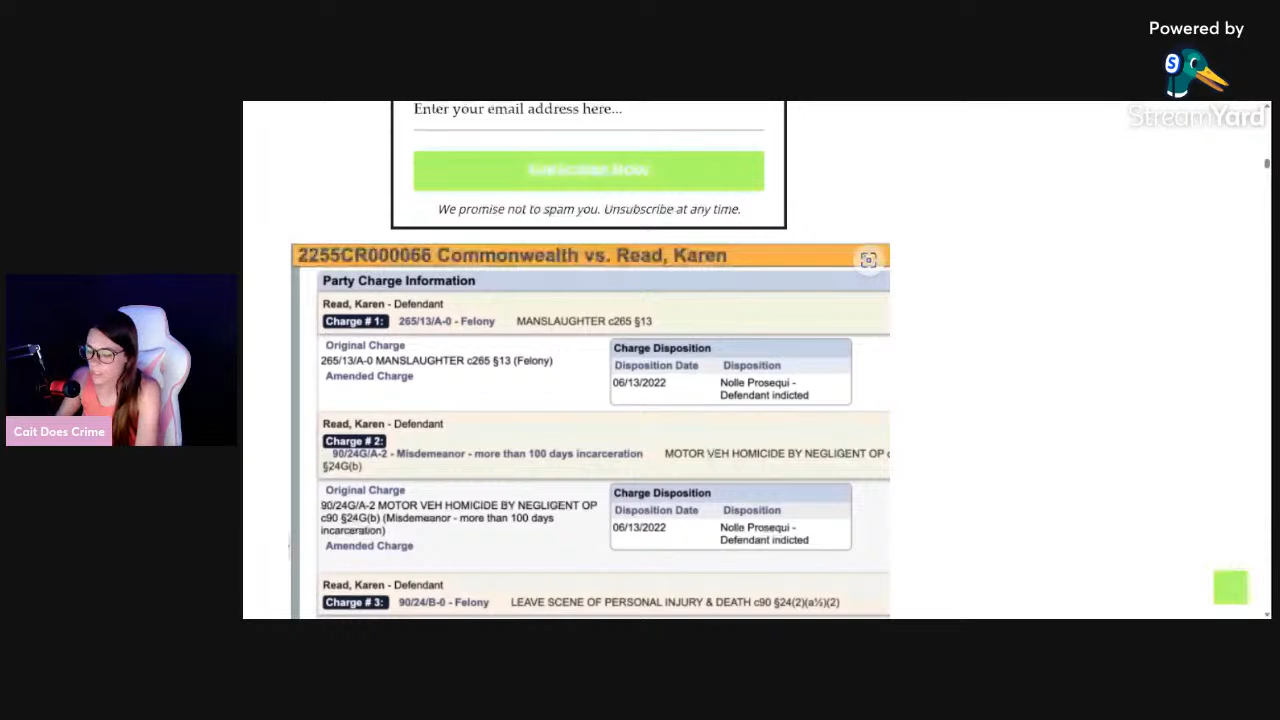 Powered by
S
StreamYard
Enter your email address here...
SUBSCRIBE NOW
We promise not to spam you. Unsubscribe at any time.
2255CR000066 Commonwealth vs. Read, Karen
Party Charge Information
Read, Karen - Defendant
Charge # 1: 265/13/A-0 - Felony MANSLAUGHTER c265 §13
Original Charge
265/13/A-0 MANSLAUGHTER c265 §13 (Felony)
Amended Charge
Charge Disposition
Disposition Date Disposition
06/13/2022 Nolle Prosequi -
Defendant indicted
Read, Karen - Defendant
Charge # 2:
90/24G/A-2 - Misdemeanor - more than 100 days incarceration MOTOR VEH HOMICIDE BY NEGLIGENT OP c
§24G(b)
Original Charge
90/24G/A-2 MOTOR VEH HOMICIDE BY NEGLIGENT OP
c90 §24G(b) (Misdemeanor - more than 100 days
incarceration)
Amended Charge
Charge Disposition
Disposition Date Disposition
06/13/2022 Nolle Prosequi -
Defendant indicted
Read, Karen - Defendant
Charge # 3: 90/24/B-0 - Felony LEAVE SCENE OF PERSONAL INJURY & DEATH c90 §24(2)(a½)(2)
Cait Does Crime